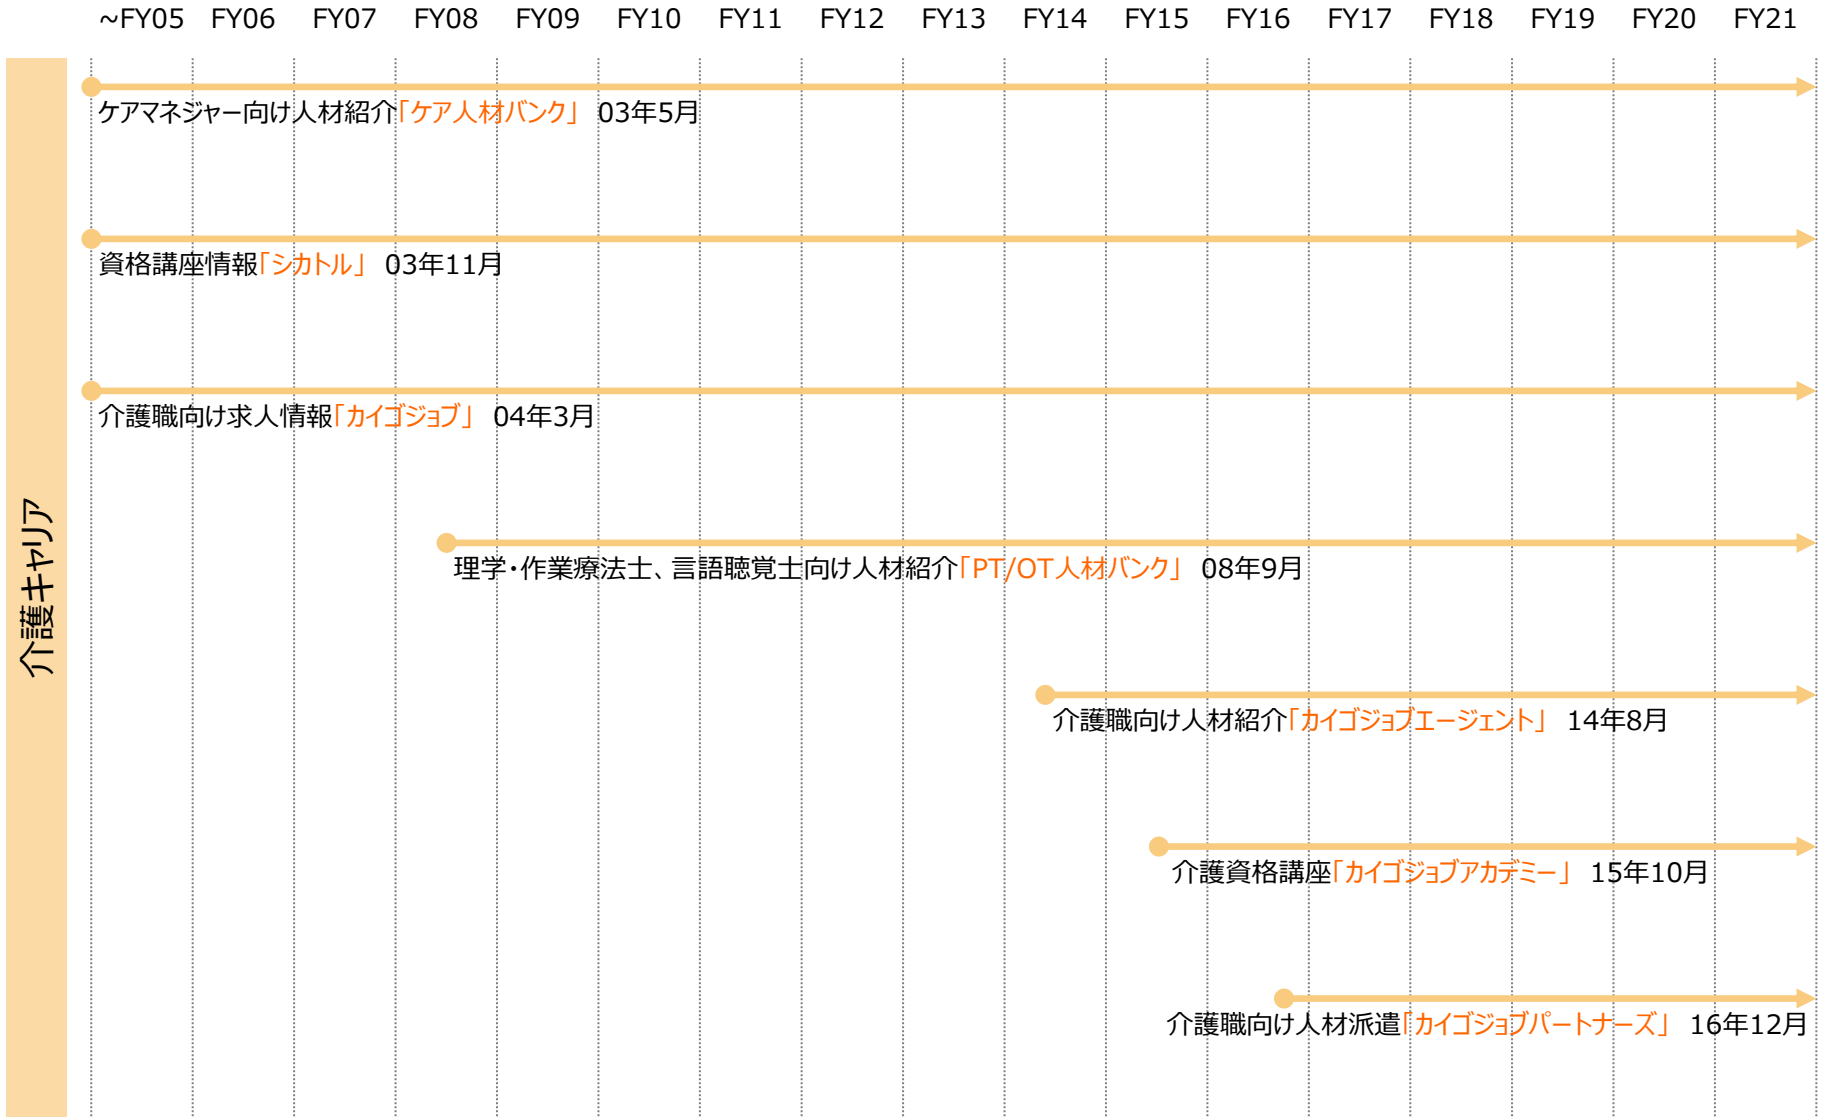 ~FY05 FY06 FY07 FY08 FY09 FY10 FY11 FY12 FY13 FY14 FY15 FY16 FY17 FY18 FY19 FY20 FY21
介護キャリア
ケアマネジャー向け人材紹介「ケア人材バンク」 03年5月
資格講座情報「シカトル」 03年11月
介護職向け求人情報「カイゴジョブ」 04年3月
理学・作業療法士、言語聴覚士向け人材紹介「PT/OT人材バンク」 08年9月
介護職向け人材紹介「カイゴジョブエージェント」 14年8月
介護資格講座「カイゴジョブアカデミー」 15年10月
介護職向け人材派遣「カイゴジョブパートナーズ」 16年12月